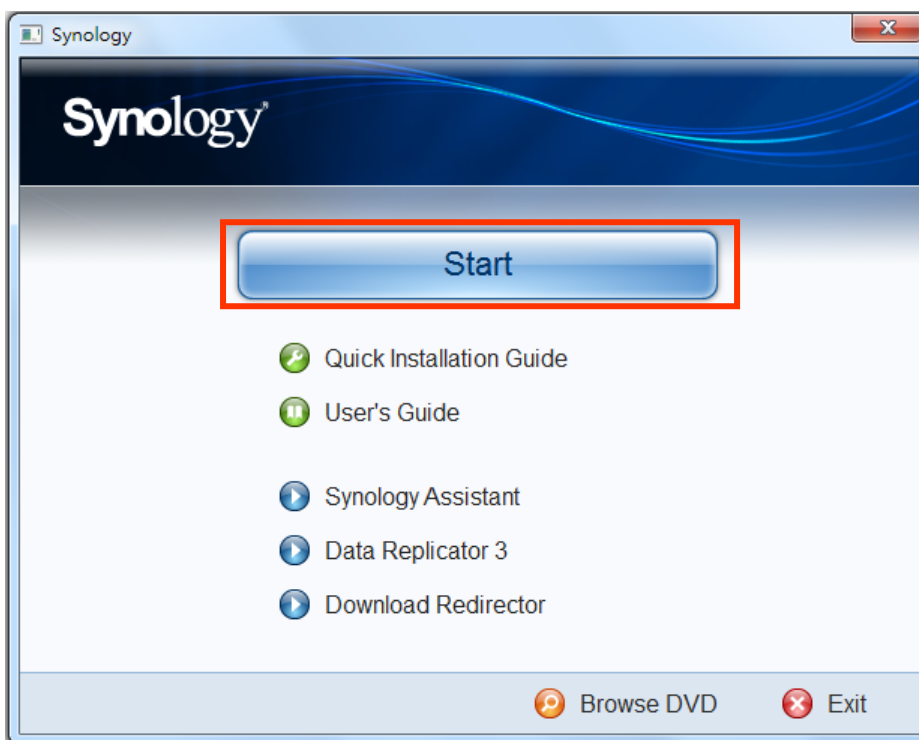 Synology
Synology
Start
Quick Installation Guide
User's Guide
Synology Assistant
Data Replicator 3
Download Redirector
Browse DVD
Exit